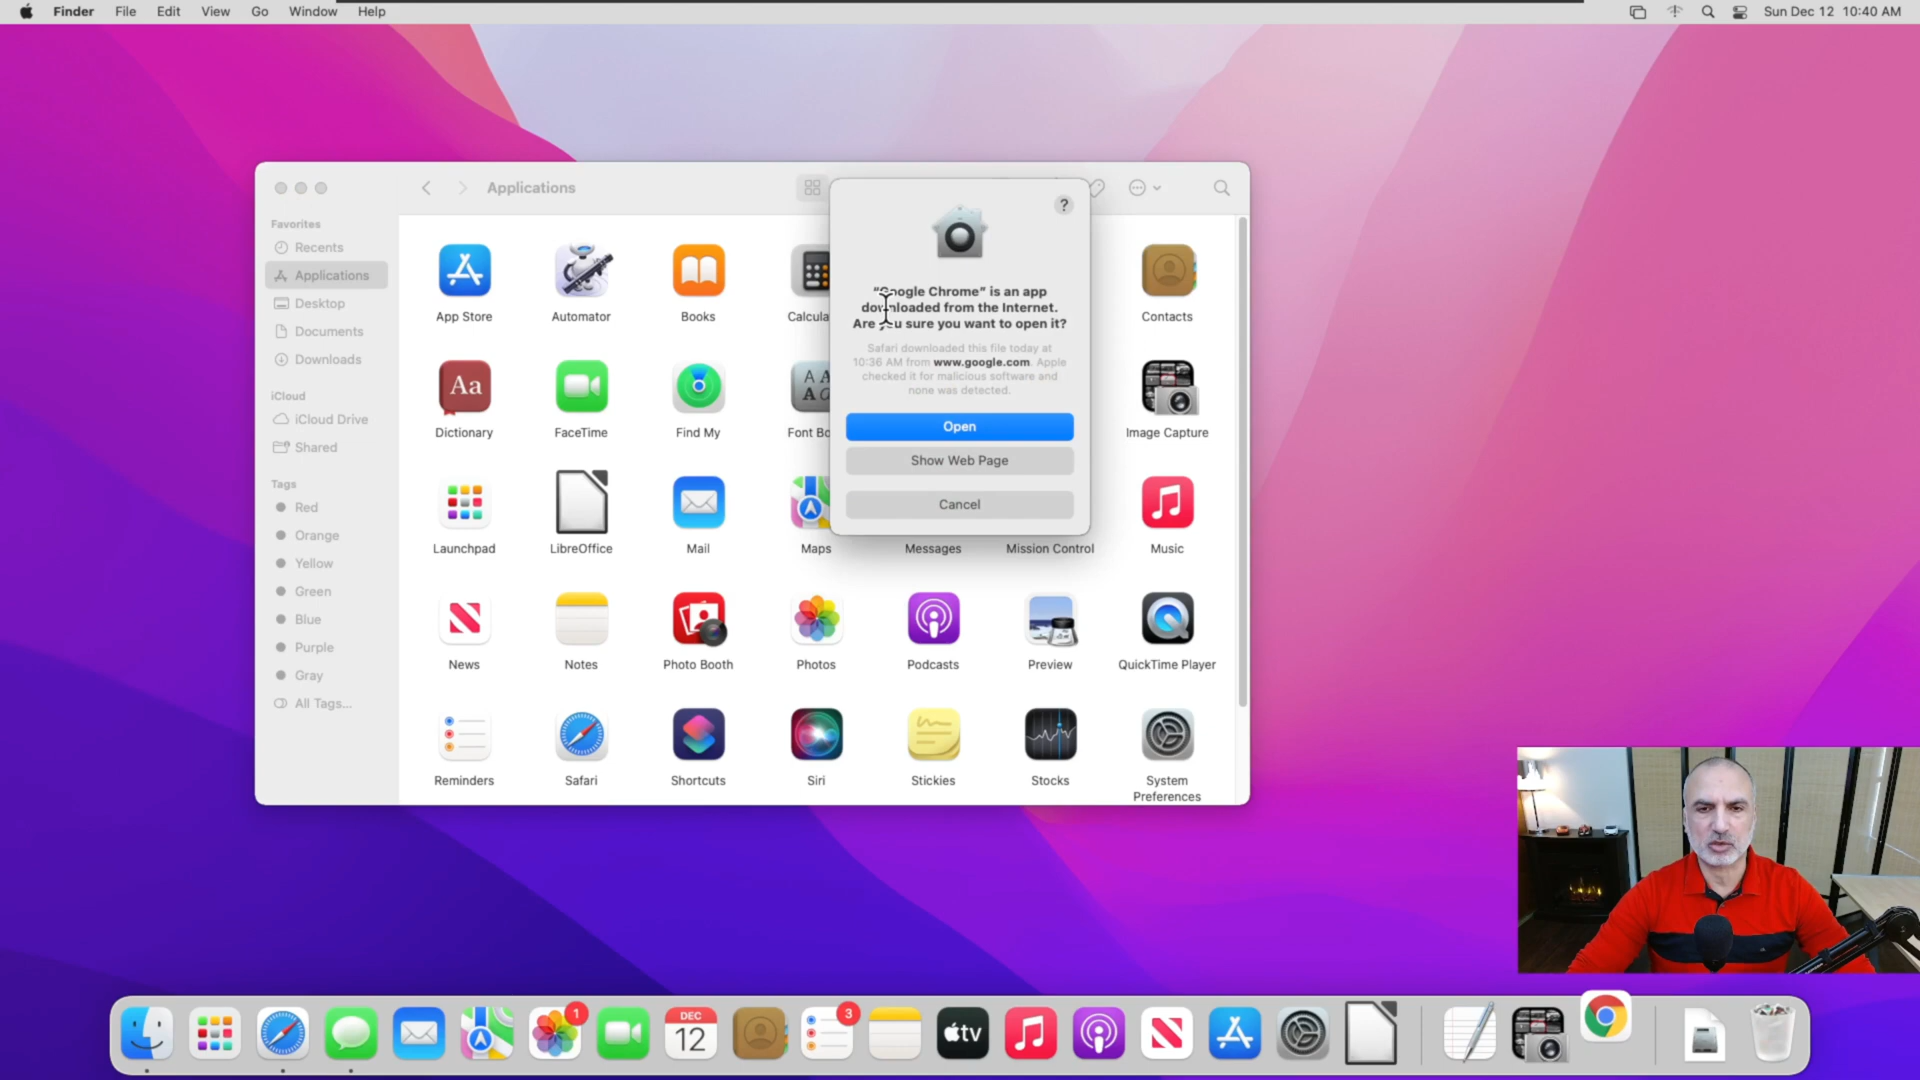 Finder File Edit View Go Window Help Sun Dec 12 10:40 AM
Applications
?
Favorites
Recents
Applications
Desktop
Documents
Downloads
iCloud
iCloud Drive
Shared
Tags
Red
Orange
Yellow
Green
Blue
Purple
Gray
All Tags...
“Google Chrome” is an app
downloaded from the Internet.
Are you sure you want to open it?
Safari downloaded this file today at
10:36 AM from www.google.com. Apple
checked it for malicious software and
none was detected.
Open
Show Web Page
Cancel
App Store Automator Books Contacts
Aa
Dictionary FaceTime Find My Image Capture
Launchpad LibreOffice Mail Maps Messages Mission Control Music
News Notes Photo Booth Photos Podcasts Preview QuickTime Player
Reminders Safari Shortcuts Siri Stickies Stocks System
Preferences
1
DEC
12
3
tv